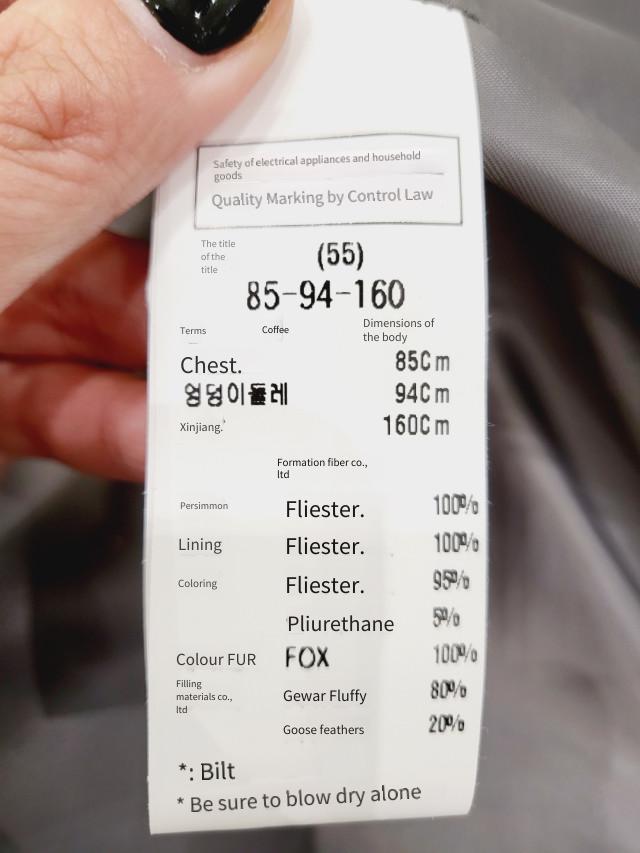 Safety of electrical appliances and household
goods
Quality Marking by Control Law
The title
of the
title
(55)
85-94-160
Terms Coffee Dimensions of
the body
Chest. 85Cm
엉덩이둘레 94Cm
Xinjiang. 160Cm
Formation fiber co.,
ltd
Persimmon Fliester. 100%
Lining Fliester. 100%
Coloring Fliester. 95%
Pliurethane 5%
Colour FUR FOX 100%
Filling
materials co.,
ltd
Gewar Fluffy 80%
Goose feathers 20%
*: Bilt
* Be sure to blow dry alone